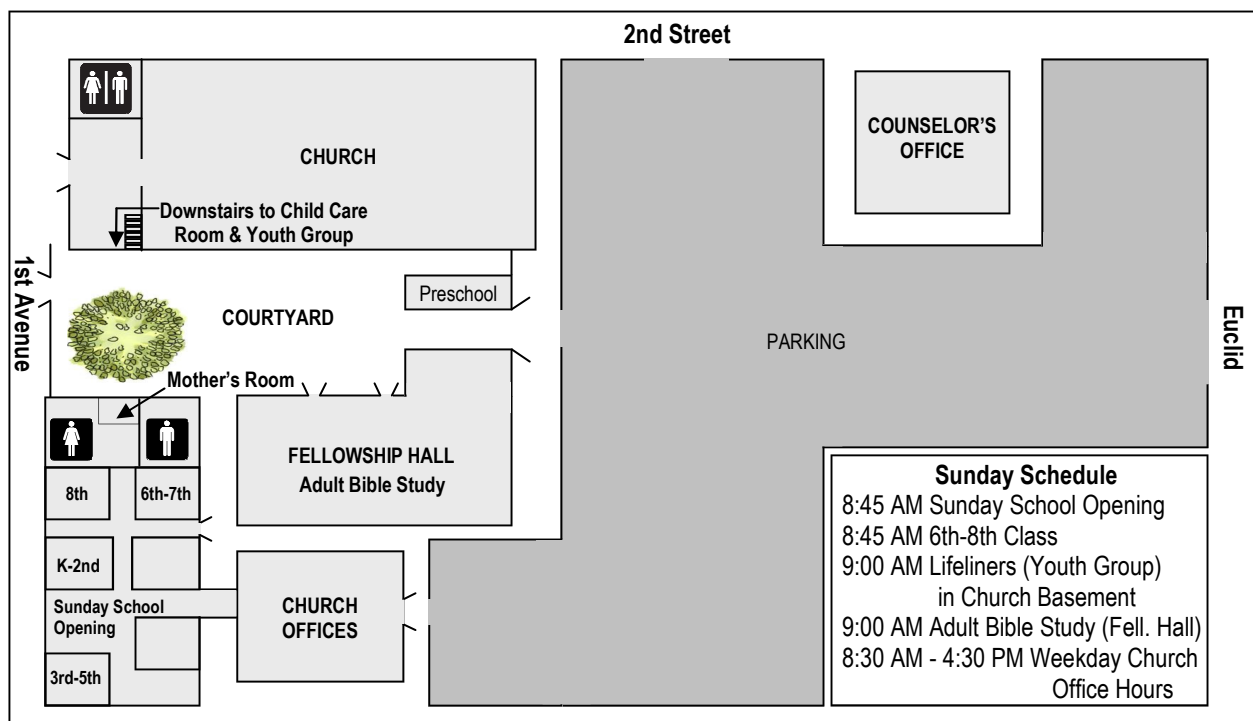 2nd Street
COUNSELOR'S
OFFICE
CHURCH
Downstairs to Child Care
Room & Youth Group
1st Avenue
Preschool
COURTYARD
PARKING
Euclid
Mother's Room
FELLOWSHIP HALL
Adult Bible Study
8th
6th-7th
K-2nd
Sunday School
Opening
3rd-5th
CHURCH
OFFICES
Sunday Schedule
8:45 AM Sunday School Opening
8:45 AM 6th-8th Class
9:00 AM Lifeliners (Youth Group)
in Church Basement
9:00 AM Adult Bible Study (Fell. Hall)
8:30 AM - 4:30 PM Weekday Church
Office Hours